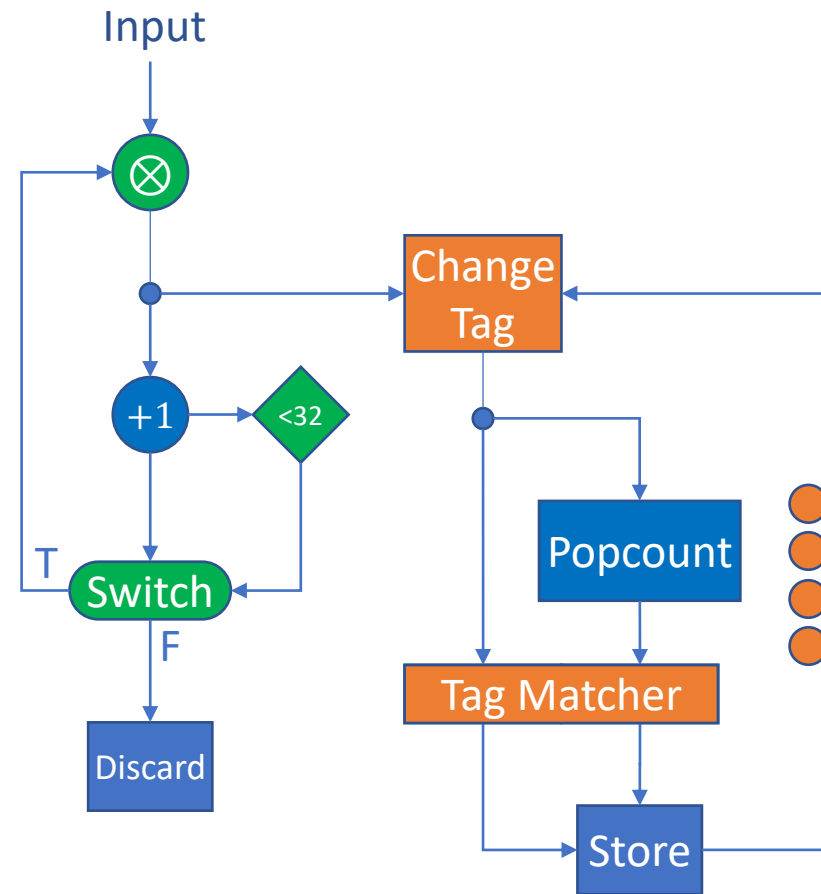 Input
⊗
Change
Tag
+1
<32
Popcount
T
Switch
F
Tag Matcher
Discard
Store